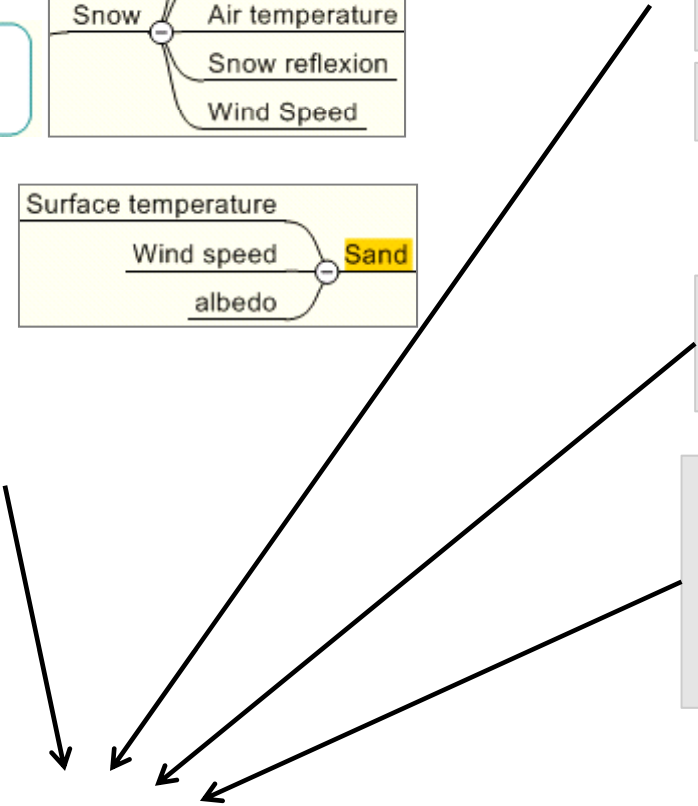 Snow
Air temperature
Snow reflexion
Wind Speed
Surface temperature
Wind speed
Sand
albedo